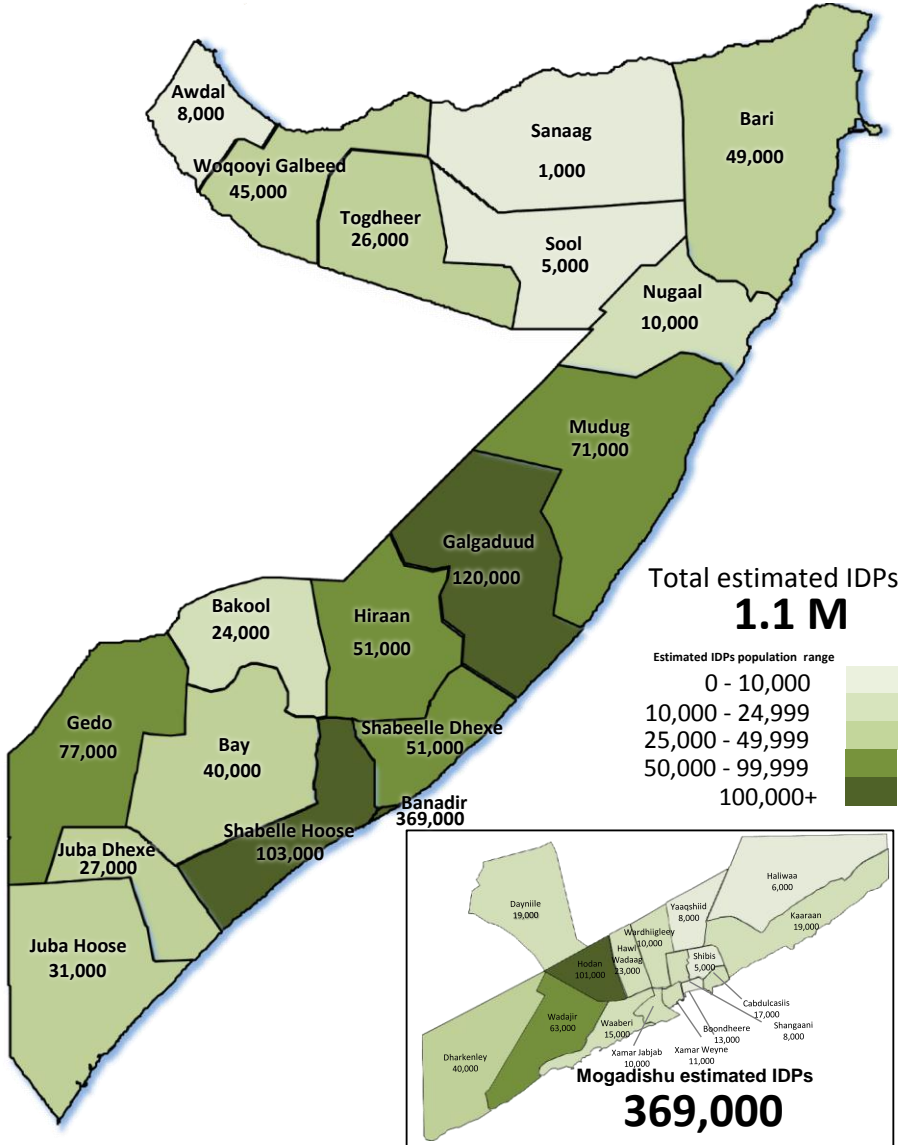 Awdal
8,000
Woqooyi Galbeed
45,000
Togdheer
26,000
Sanaag
1,000
Sool
5,000
Bari
49,000
Nugaal
10,000
Mudug
71,000
Galgaduud
120,000
Hiraan
51,000
Bakool
24,000
Gedo
77,000
Bay
40,000
Shabeelle Dhexe
51,000
Banadir
369,000
Shabelle Hoose
103,000
Juba Dhexe
27,000
Juba Hoose
31,000
Total estimated IDPs
1.1 M
Estimated IDPs population range
0 - 10,000
10,000 - 24,999
25,000 - 49,999
50,000 - 99,999
100,000+
Dayniile
19,000
Haliwaa
6,000
Yaaqshiid
8,000
Kaaraan
19,000
Wardhiigleey
10,000
Hawl
Wadaag
23,000
Hodan
101,000
Shibis
5,000
Cabdulcasiis
17,000
Shangaani
8,000
Boondheere
13,000
Xamar Weyne
11,000
Xamar Jabjab
10,000
Waaberi
15,000
Wadajir
63,000
Dharkenley
40,000
Mogadishu estimated IDPs
369,000